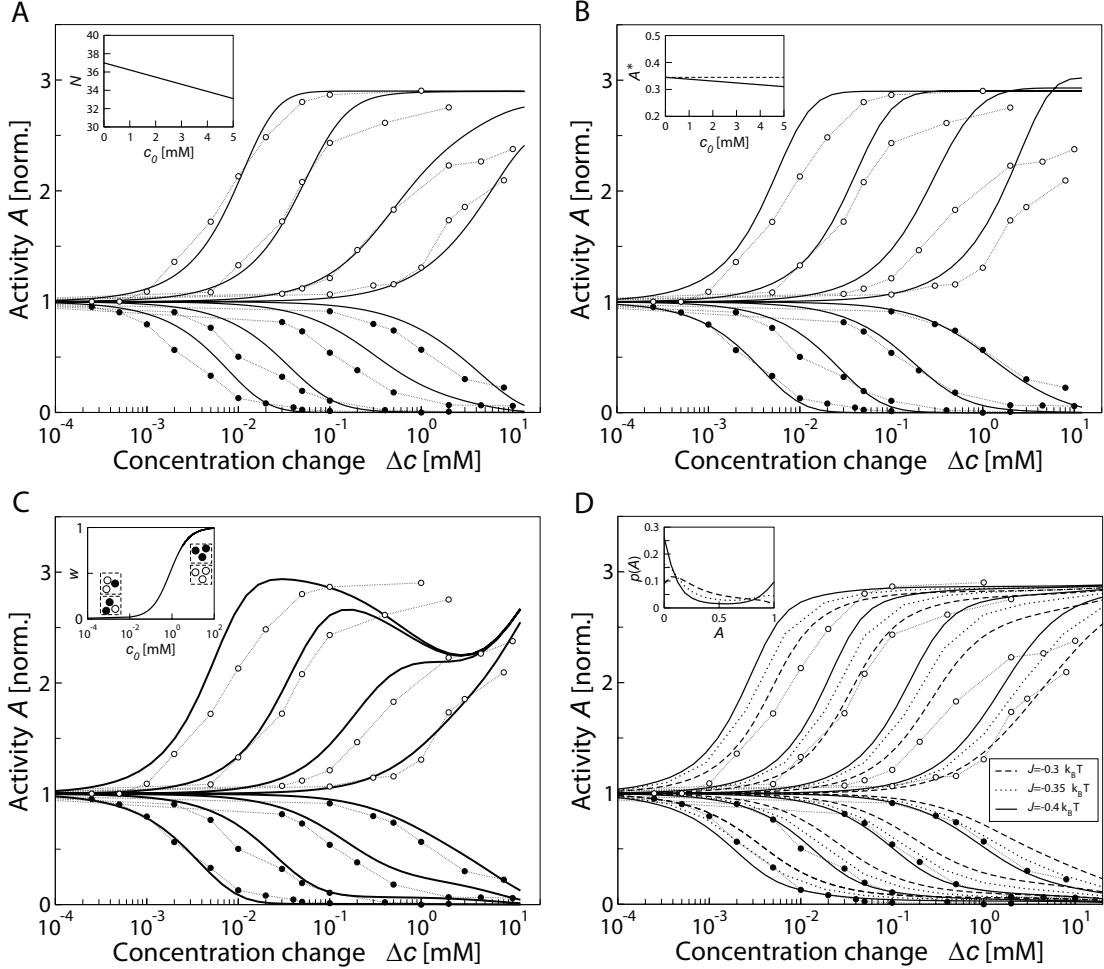 A
Activity A [norm.]
3
2
1
0
N
40
38
36
34
32
30
0 1 2 3 4 5
c0 [mM]
10-4 10-3 10-2 10-1 100 101
Concentration change Δc [mM]
B
Activity A [norm.]
3
2
1
0
A*
0.5
0.4
0.3
0.2
0 1 2 3 4 5
c0 [mM]
10-4 10-3 10-2 10-1 100 101
Concentration change Δc [mM]
C
Activity A [norm.]
3
2
1
0
w
1
0
10-4 10-2 100 102
c0 [mM]
10-4 10-3 10-2 10-1 100 101
Concentration change Δc [mM]
D
Activity A [norm.]
3
2
1
0
p(A)
0.3
0.2
0.1
0
0 0.5 1
A
J=-0.3 kBT
J=-0.35 kBT
J=-0.4 kBT
10-4 10-3 10-2 10-1 100 101
Concentration change Δc [mM]